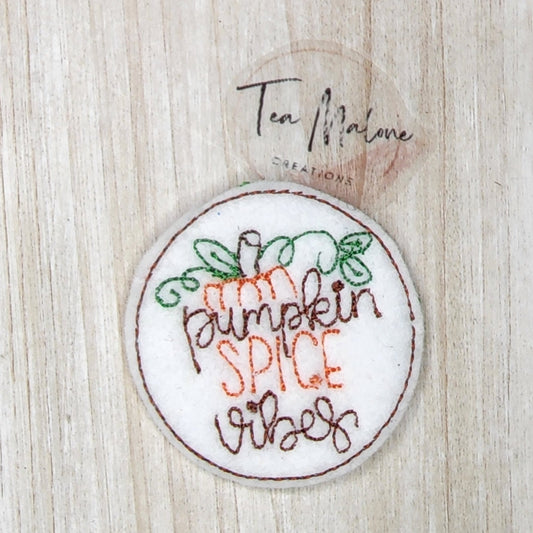 Tea Malone
CREATIONS
pumpkin
SPICE
vibes